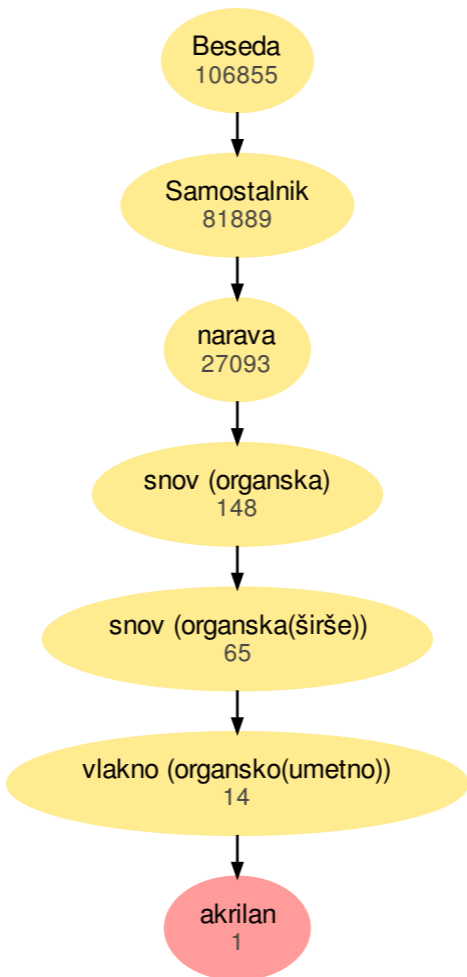 Beseda
106855
Samostalnik
81889
narava
27093
snov (organska)
148
snov (organska(širše))
65
vlakno (organsko(umetno))
14
akrilan
1